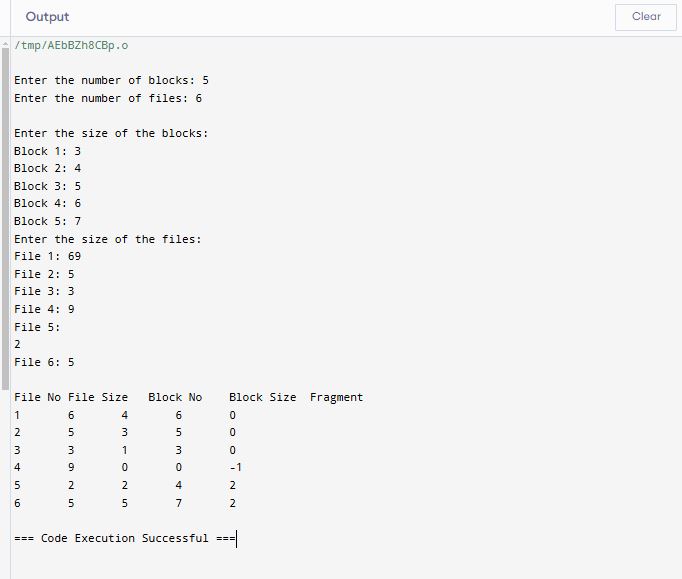 Output
Clear
/tmp/AEbBZh8CBp.o
Enter the number of blocks: 5
Enter the number of files: 6
Enter the size of the blocks:
Block 1: 3
Block 2: 4
Block 3: 5
Block 4: 6
Block 5: 7
Enter the size of the files:
File 1: 69
File 2: 5
File 3: 3
File 4: 9
File 5:
2
File 6: 5
File No File Size   Block No    Block Size  Fragment
1       6       4       6       0
2       5       3       5       0
3       3       1       3       0
4       9       0       0       -1
5       2       2       4       2
6       5       5       7       2
=== Code Execution Successful ===